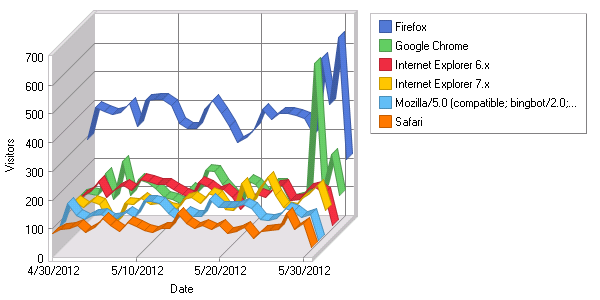 Firefox
Google Chrome
Internet Explorer 6.x
Internet Explorer 7.x
Mozilla/5.0 (compatible; bingbot/2.0;...
Safari
700
600
500
400
300
200
100
0
Visitors
4/30/2012 5/10/2012 5/20/2012 5/30/2012
Date